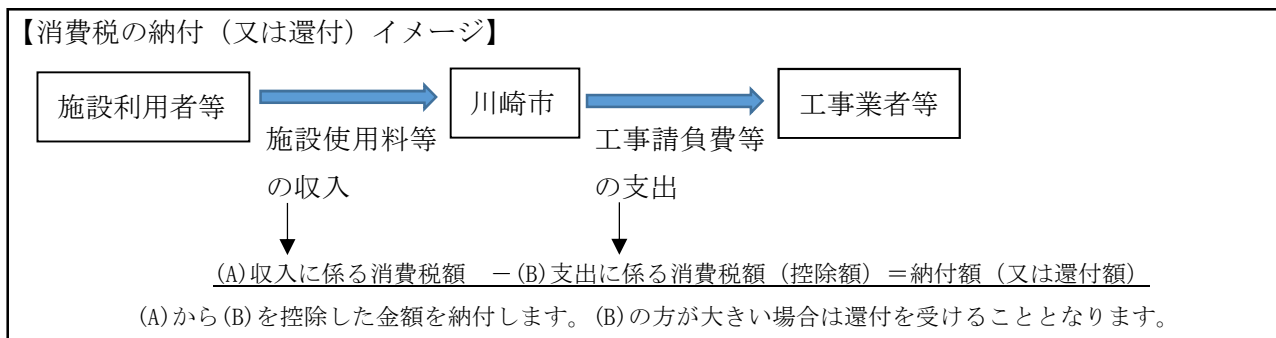 【消費税の納付(又は還付)イメージ】
施設利用者等
川崎市
工事業者等
施設使用料等
の収入
工事請負費等
の支出
(A)収入に係る消費税額 -(B)支出に係る消費税額(控除額)=納付額(又は還付額)
(A)から(B)を控除した金額を納付します。(B)の方が大きい場合は還付を受けることとなります。